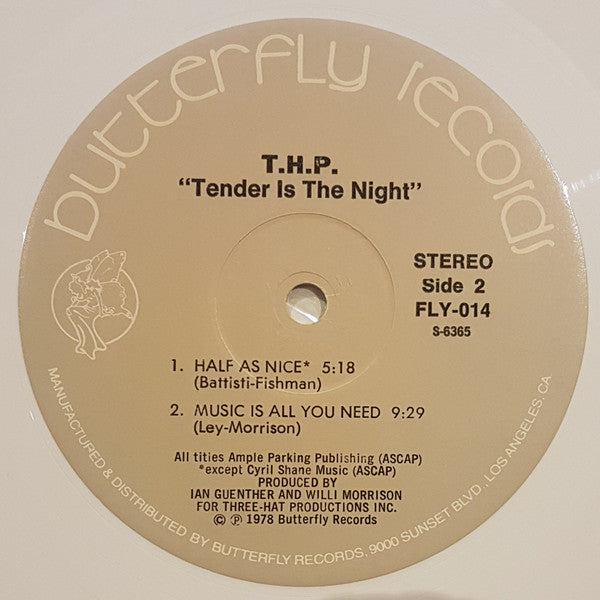 butterfly records
T.H.P.
"Tender Is The Night"
STEREO
Side 2
FLY-014
S-6365
1. HALF AS NICE* 5:18
(Battisti-Fishman)
2. MUSIC IS ALL YOU NEED 9:29
(Ley-Morrison)
All titles Ample Parking Publishing (ASCAP)
*except Cyril Shane Music (ASCAP)
PRODUCED BY
IAN GUENTHER AND WILLI MORRISON
FOR THREE-HAT PRODUCTIONS INC.
© ℗ 1978 Butterfly Records
MANUFACTURED & DISTRIBUTED BY BUTTERFLY RECORDS, 9000 SUNSET BLVD., LOS ANGELES, CA